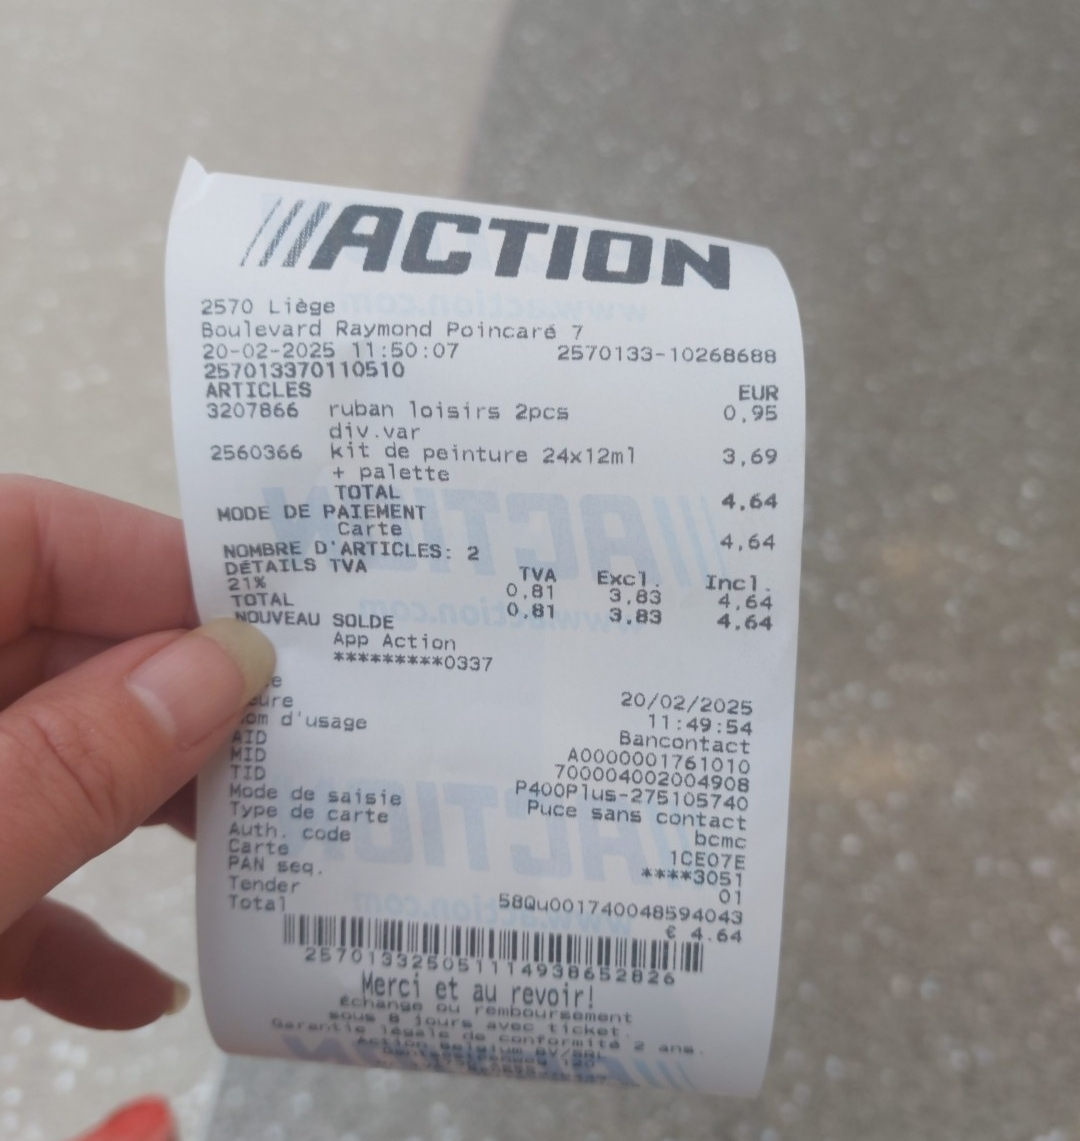 ACTION
2570 Liège
Boulevard Raymond Poincaré 7
20-02-2025 11:50:07 2570133-10268688
257013370110510
ARTICLES EUR
3207866 ruban loisirs 2pcs 0,95
div.var
2560366 kit de peinture 24x12ml 3,69
+ palette
TOTAL 4,64
MODE DE PAIEMENT
Carte 4,64
NOMBRE D'ARTICLES: 2
DÉTAILS TVA TVA Excl. Incl.
21% 0,81 3,83 4,64
TOTAL 0,81 3,83 4,64
NOUVEAU SOLDE
App Action
*********0337
20/02/2025
11:49:54
d'usage Bancontact
AID A0000001761010
MID 700004002004908
TID P400Plus-275105740
Mode de saisie Puce sans contact
Type de carte bcmc
Auth. code 1CE07E
Carte ****3051
PAN seq. 01
Tender 58Qu001740048594043
Total € 4.64
257013325051114938652826
Merci et au revoir!
échange ou remboursement
sous 8 jours avec ticket.
Garantie légale de conformité 2 ans.
Action Belgium BV/SRL